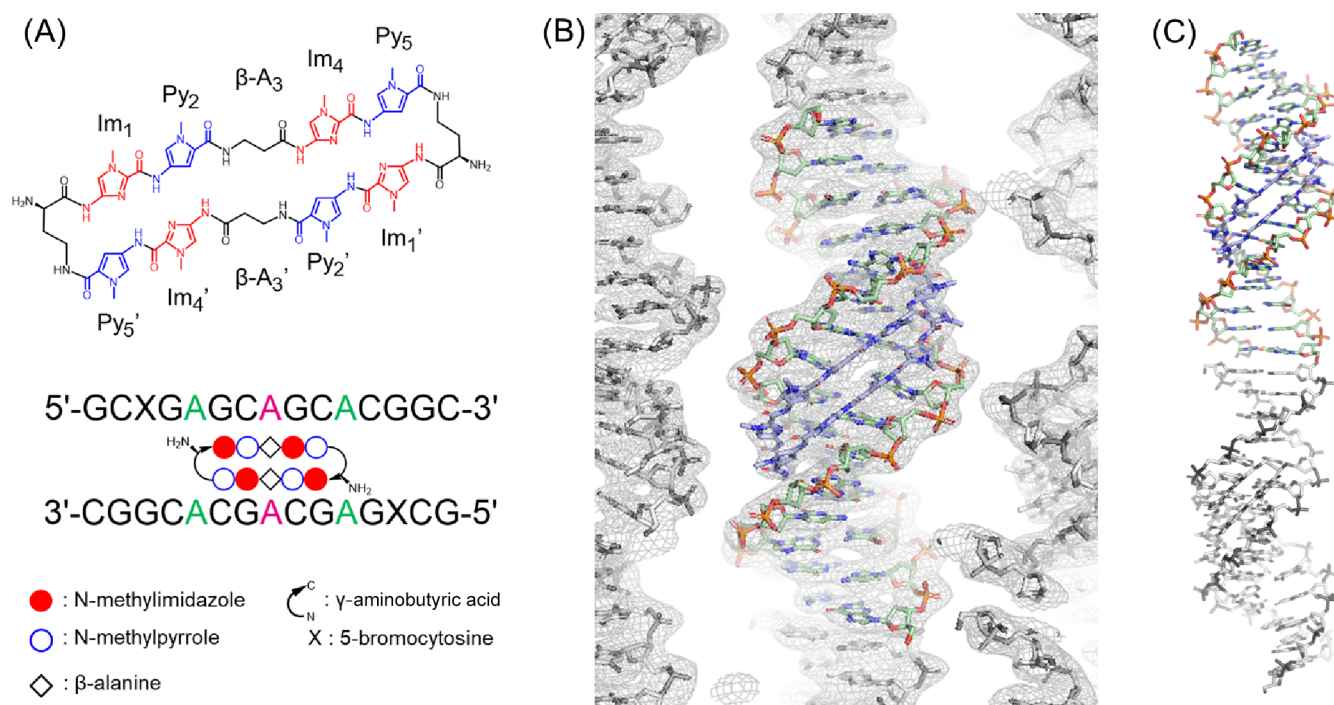 (A)
Py5
Im4
β-A3
Py2
Im1
H2N
NH2
Im1'
Py2'
β-A3'
Im4'
Py5'
5'-GCXGAGCAGCACGGC-3'
H2N
NH2
3'-CGGCACGACGAGXCG-5'
: N-methylimidazole
: N-methylpyrrole
: β-alanine
C
N
: γ-aminobutyric acid
X : 5-bromocytosine
(B)
(C)